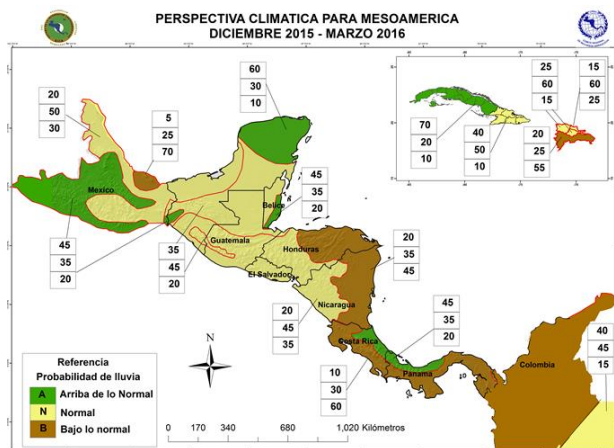 PERSPECTIVA CLIMATICA PARA MESOAMERICA
DICIEMBRE 2015 - MARZO 2016
60
30
10
20
50
30
5
25
70
25
60
15
15
60
25
70
20
10
40
50
10
20
25
55
Mexico
Belice
45
35
20
45
35
20
35
45
20
Guatemala
Honduras
El Salvador
Nicaragua
20
35
45
20
45
35
45
35
20
Costa Rica
Panama
Colombia
10
30
60
40
45
15
N
Referencia
Probabilidad de lluvia
A Arriba de lo Normal
N Normal
B Bajo lo normal
170 340 680 1,020 Kilómetros